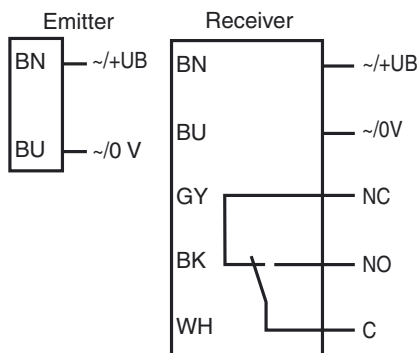 Emitter
BN ~/+UB
BU ~/0 V
Receiver
BN ~/+UB
BU ~/0V
GY NC
BK NO
WH C